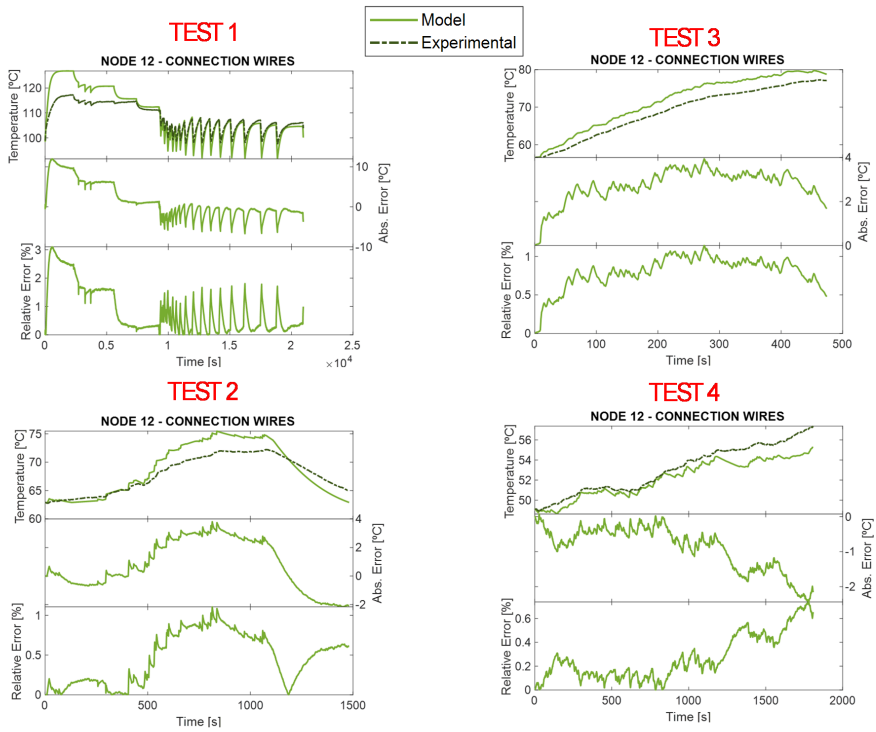 Model
Experimental
TEST 1
NODE 12 - CONNECTION WIRES
Temperature [ºC]
120
110
100
Abs. Error [ºC]
10
0
-10
Relative Error [%]
3
2
1
0
0 0.5 1 1.5 2 2.5
Time [s]
×10⁴
TEST 3
NODE 12 - CONNECTION WIRES
Temperature [ºC]
80
70
60
Abs. Error [ºC]
4
2
0
Relative Error [%]
1
0.5
0
0 100 200 300 400 500
Time [s]
TEST 2
NODE 12 - CONNECTION WIRES
Temperature [ºC]
75
70
65
60
Abs. Error [ºC]
4
2
0
-2
Relative Error [%]
1
0.5
0
0 500 1000 1500
Time [s]
TEST 4
NODE 12 - CONNECTION WIRES
Temperature [ºC]
56
54
52
50
Abs. Error [ºC]
0
-1
-2
Relative Error [%]
0.6
0.4
0.2
0
0 500 1000 1500 2000
Time [s]